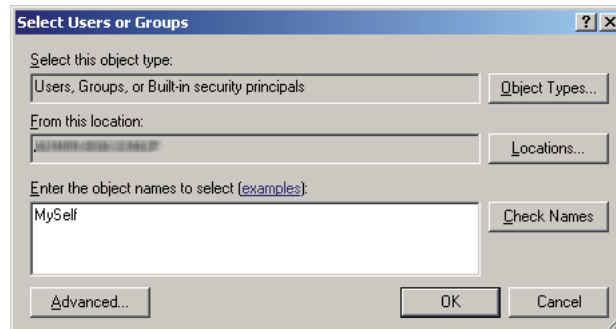 Select Users or Groups
Select this object type:
Users, Groups, or Built-in security principals
Object Types...
From this location:
Locations...
Enter the object names to select (examples):
MySelf
Check Names
Advanced...
OK
Cancel